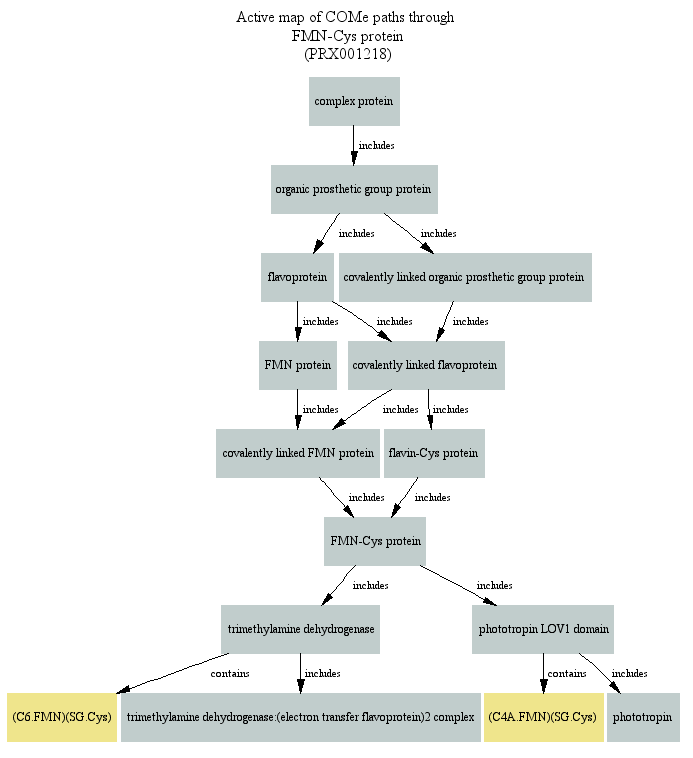 Active map of COMe paths through
FMN-Cys protein
(PRX001218)
complex protein
includes
organic prosthetic group protein
includes
includes
flavoprotein
covalently linked organic prosthetic group protein
includes
includes
includes
FMN protein
covalently linked flavoprotein
includes
includes
includes
covalently linked FMN protein
flavin-Cys protein
includes
includes
FMN-Cys protein
includes
includes
trimethylamine dehydrogenase
phototropin LOV1 domain
contains
includes
contains
includes
(C6.FMN)(SG.Cys)
trimethylamine dehydrogenase:(electron transfer flavoprotein)2 complex
(C4A.FMN)(SG.Cys)
phototropin